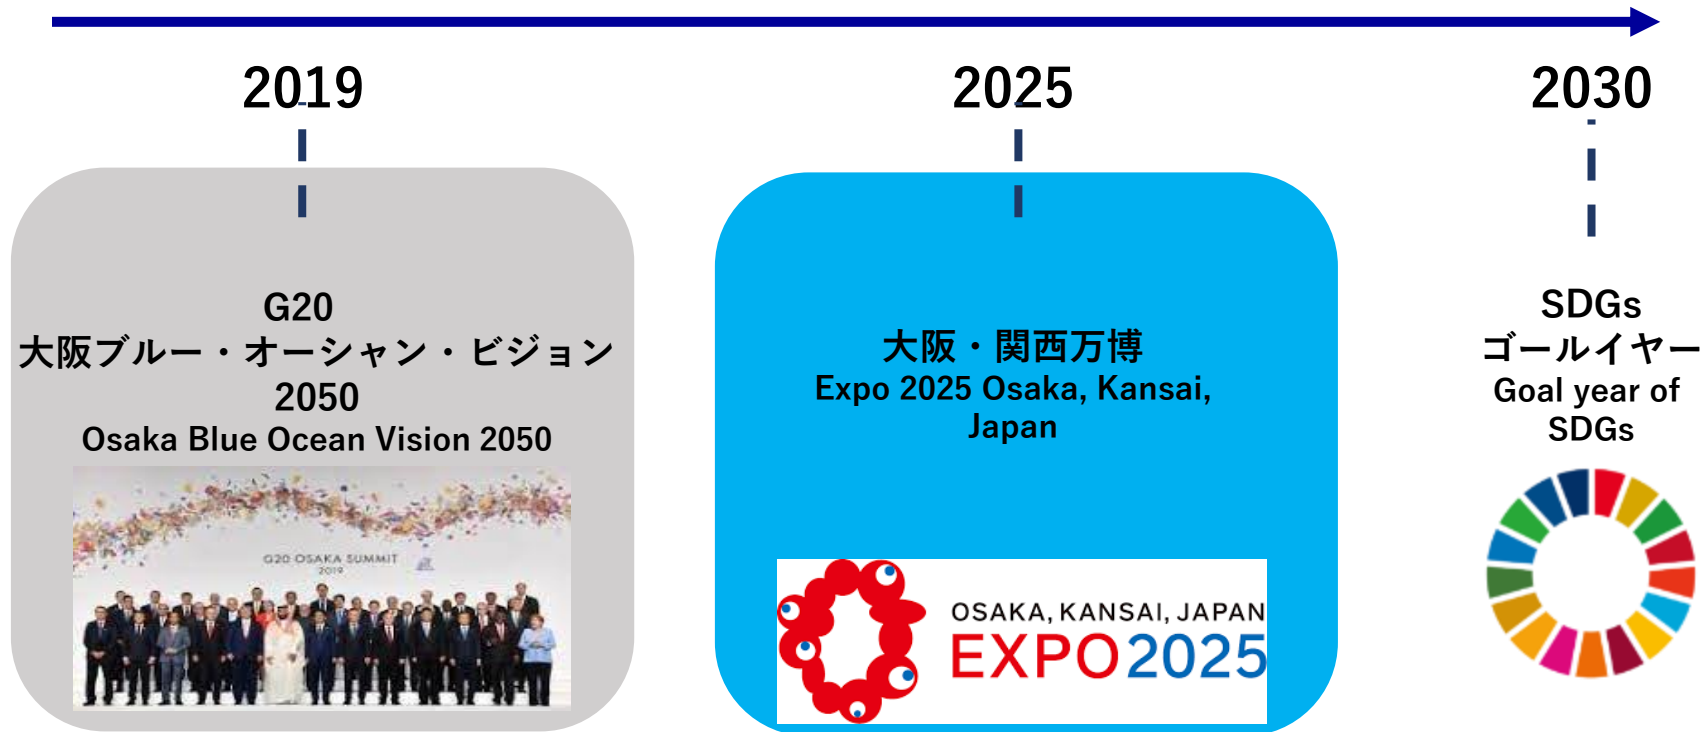 2019
2025
2030
G20
大阪ブルー・オーシャン・ビジョン
2050
Osaka Blue Ocean Vision 2050
G20 OSAKA SUMMIT
2019
大阪・関西万博
Expo 2025 Osaka, Kansai,
Japan
OSAKA, KANSAI, JAPAN
EXPO2025
SDGs
ゴールイヤー
Goal year of
SDGs